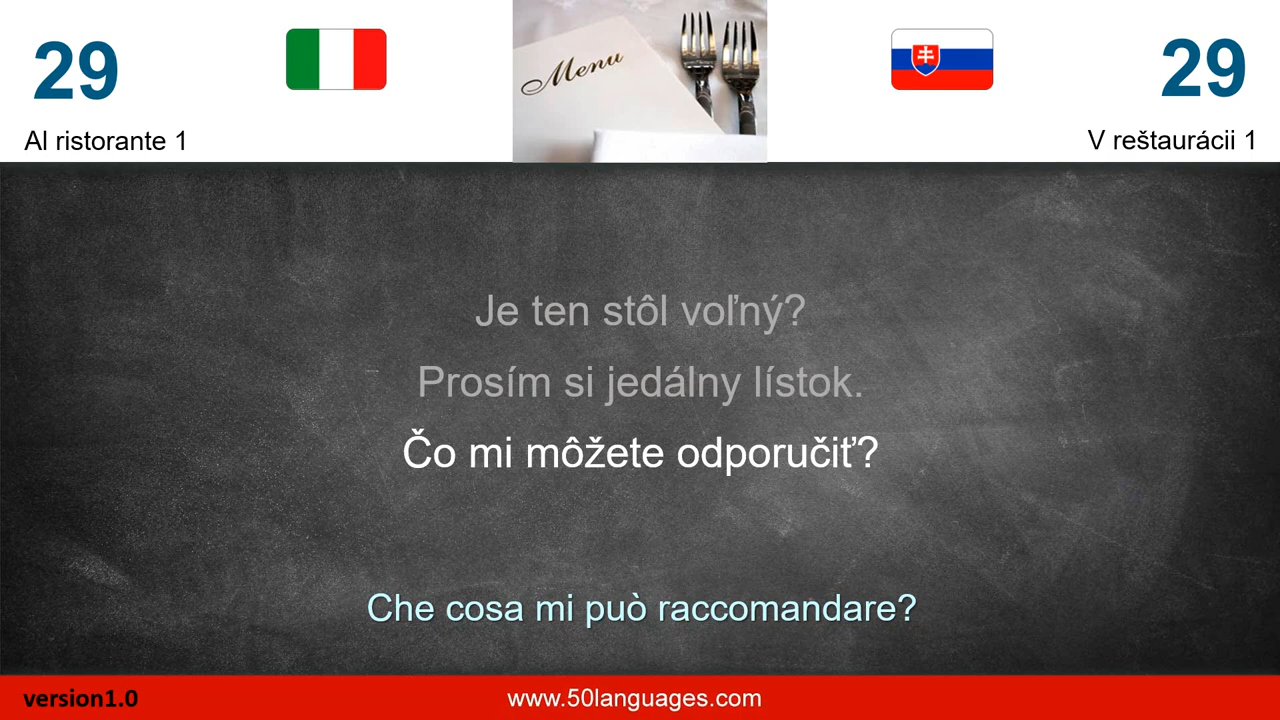 29
29
Al ristorante 1
V reštaurácii 1
Menu
Je ten stôl voľný?
Prosím si jedálny lístok.
Čo mi môžete odporučiť?
Che cosa mi può raccomandare?
version1.0
www.50languages.com